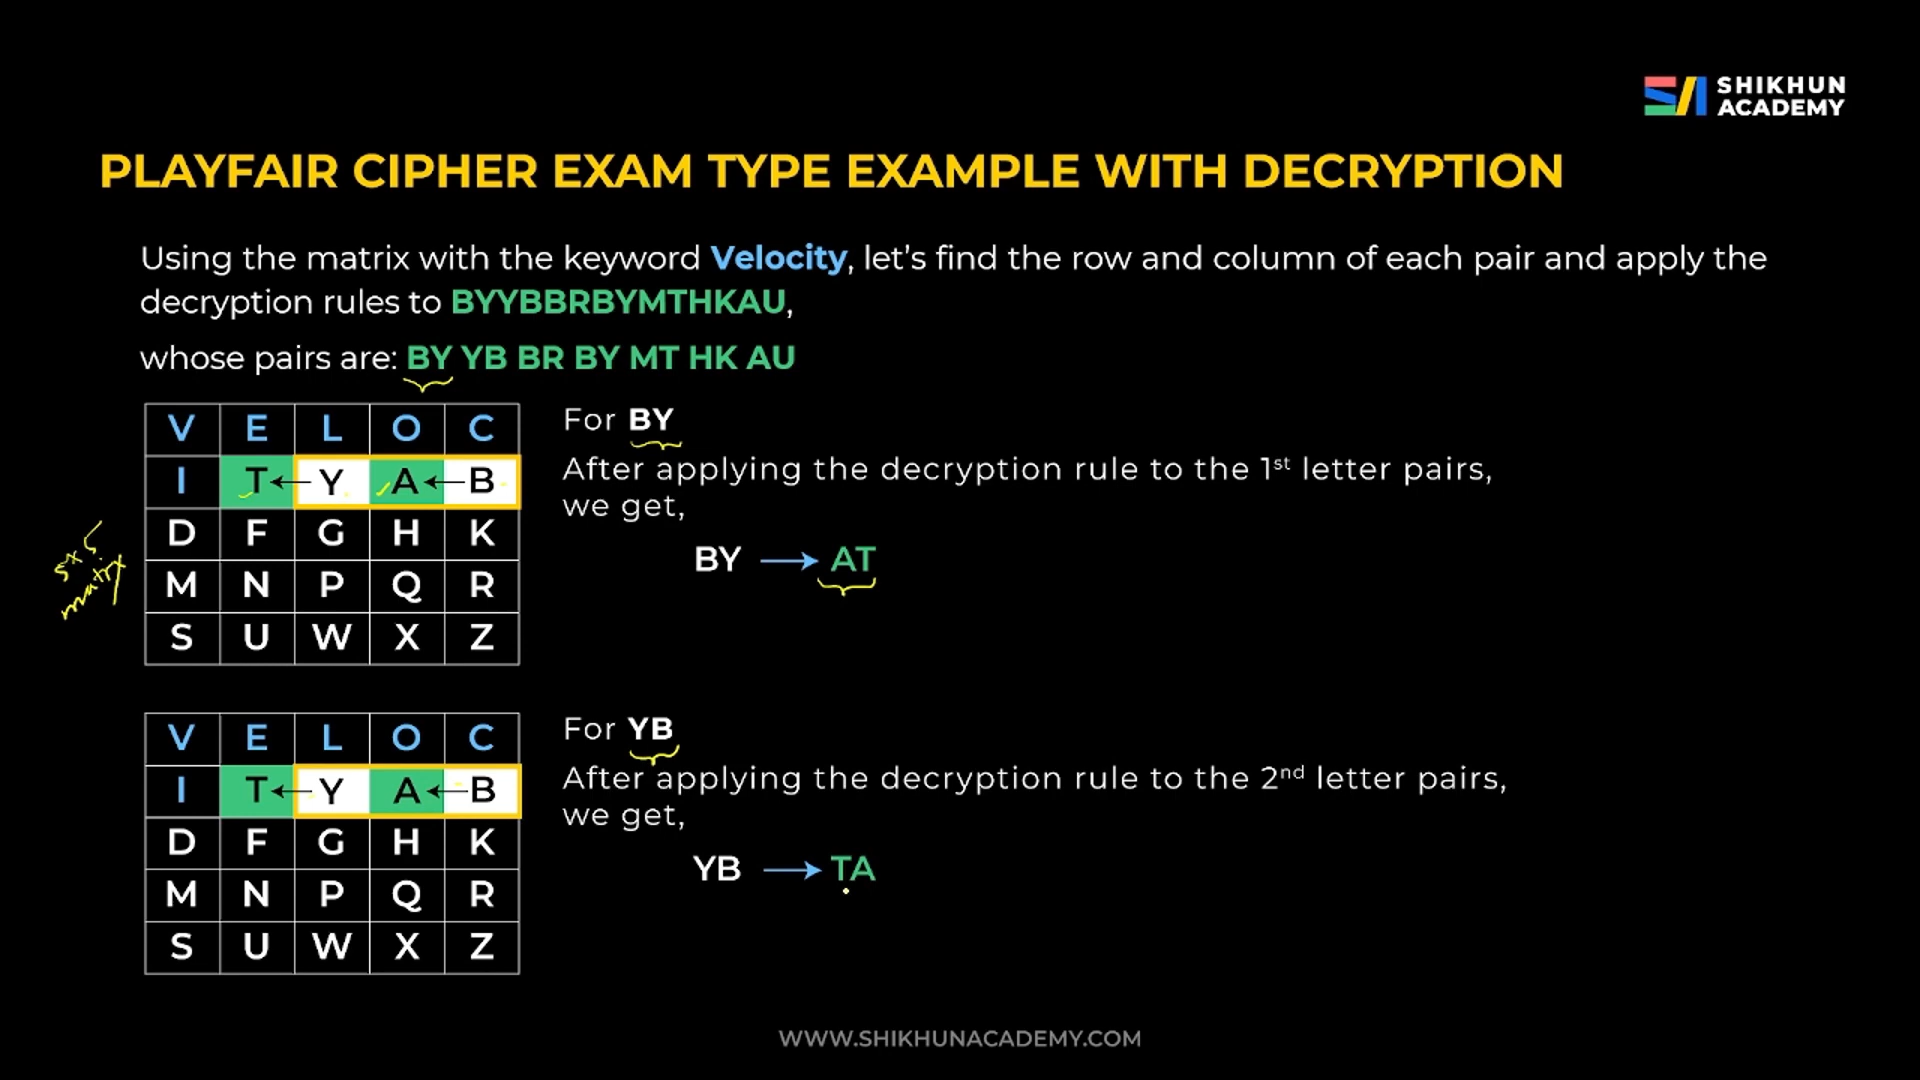 SHIKHUN
ACADEMY
PLAYFAIR CIPHER EXAM TYPE EXAMPLE WITH DECRYPTION
Using the matrix with the keyword Velocity, let's find the row and column of each pair and apply the
decryption rules to BYYBBRBYMTHKAU,
whose pairs are: BY YB BR BY MT HK AU
V E L O C
I T←Y A←B
D F G H K
M N P Q R
S U W X Z
5x5
matrix
For BY
After applying the decryption rule to the 1st letter pairs,
we get,
BY → AT
V E L O C
I T←Y A←B
D F G H K
M N P Q R
S U W X Z
For YB
After applying the decryption rule to the 2nd letter pairs,
we get,
YB → TA
WWW.SHIKHUNACADEMY.COM